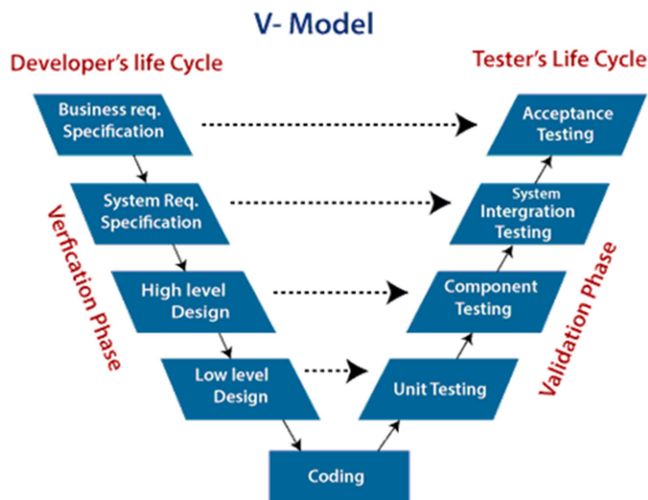 V- Model
Developer's life Cycle
Tester's Life Cycle
Business req.
Specification
Acceptance
Testing
System Req.
Specification
System
Intergration
Testing
Verfication Phase
High level
Design
Component
Testing
Validation Phase
Low level
Design
Unit Testing
Coding